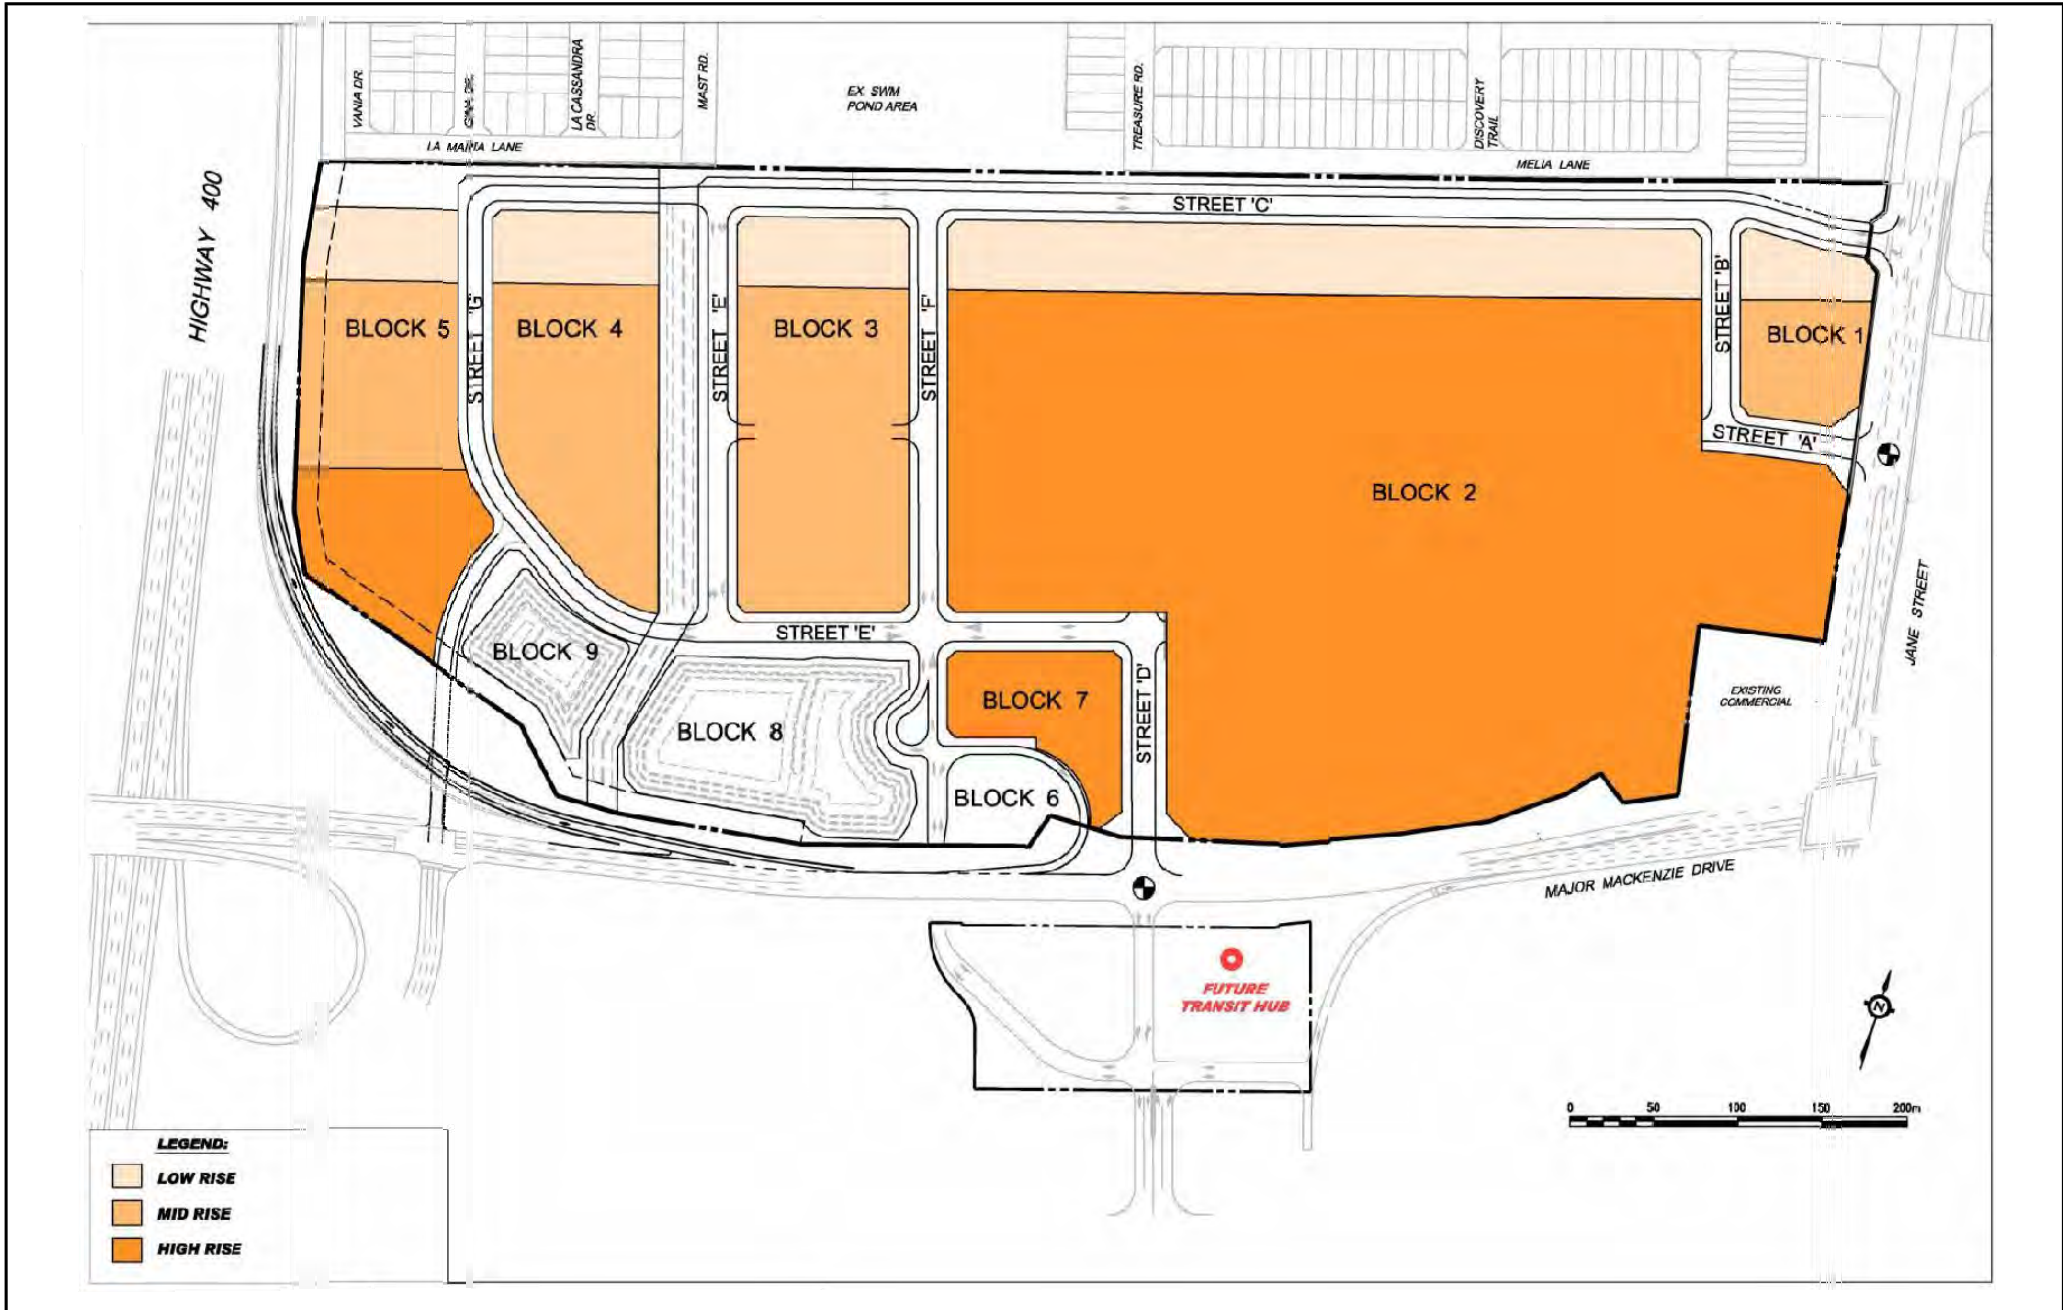 VANIA DR.
GINA DR.
LA CASSANDRA
DR.
MAST RD.
EX SWM
POND AREA
TREASURE RD.
DISCOVERY
TRAIL
LA MARIA LANE
MELIA LANE
HIGHWAY 400
STREET 'C'
STREET 'G'
STREET 'E'
STREET 'F'
STREET 'B'
BLOCK 5
BLOCK 4
BLOCK 3
BLOCK 1
STREET 'A'
BLOCK 2
JANE STREET
STREET 'E'
BLOCK 9
BLOCK 8
BLOCK 7
STREET 'D'
EXISTING
COMMERCIAL
BLOCK 6
MAJOR MACKENZIE DRIVE
FUTURE
TRANSIT HUB
N
0 50 100 150 200m
LEGEND:
LOW RISE
MID RISE
HIGH RISE